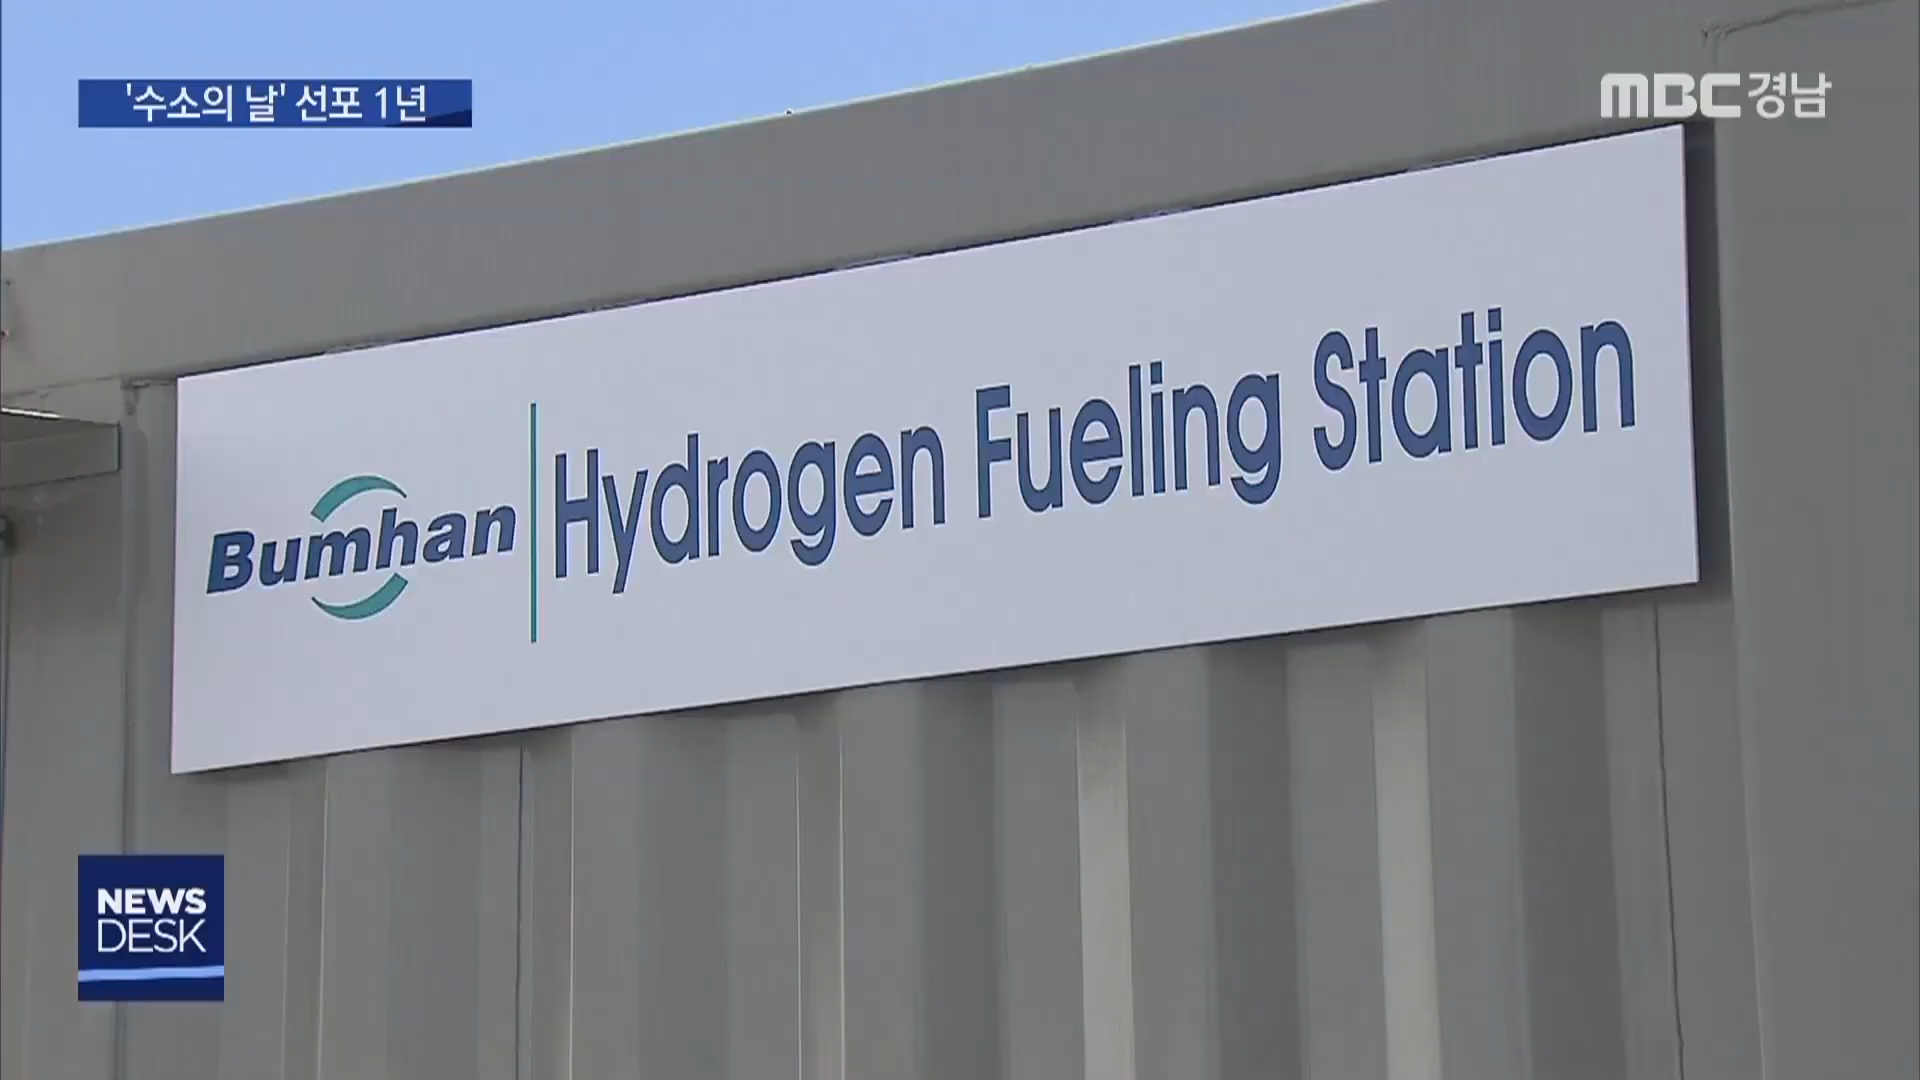 '수소의 날' 선포 1년
MBC경남
Bumhan
Hydrogen Fueling Station
NEWS
DESK